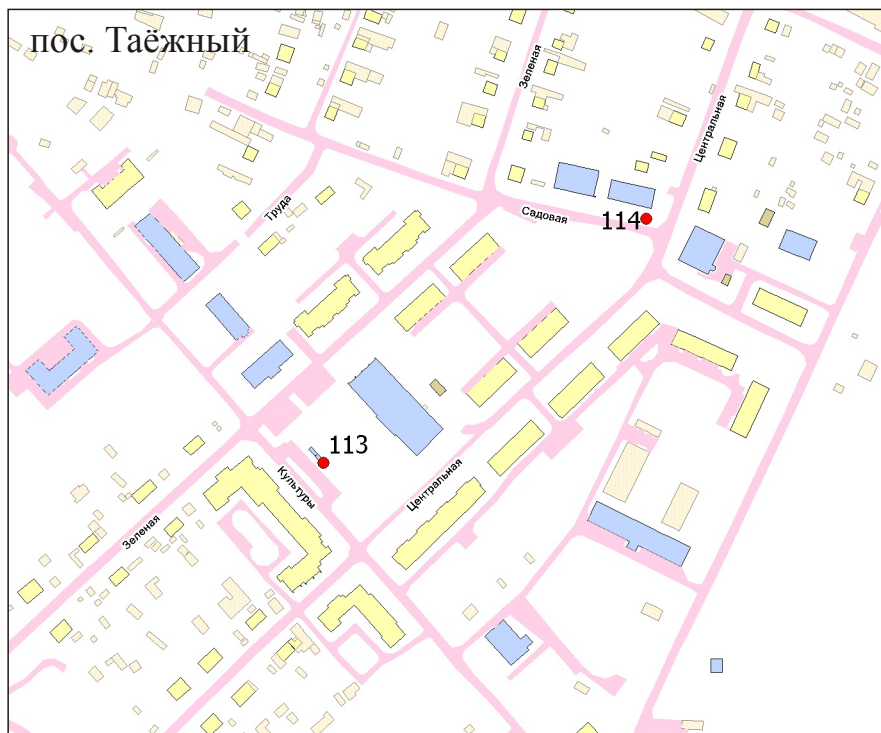 пос. Таёжный
Зеленая
Центральная
Труда
Садовая
114
113
Культуры
Центральная
Зеленая